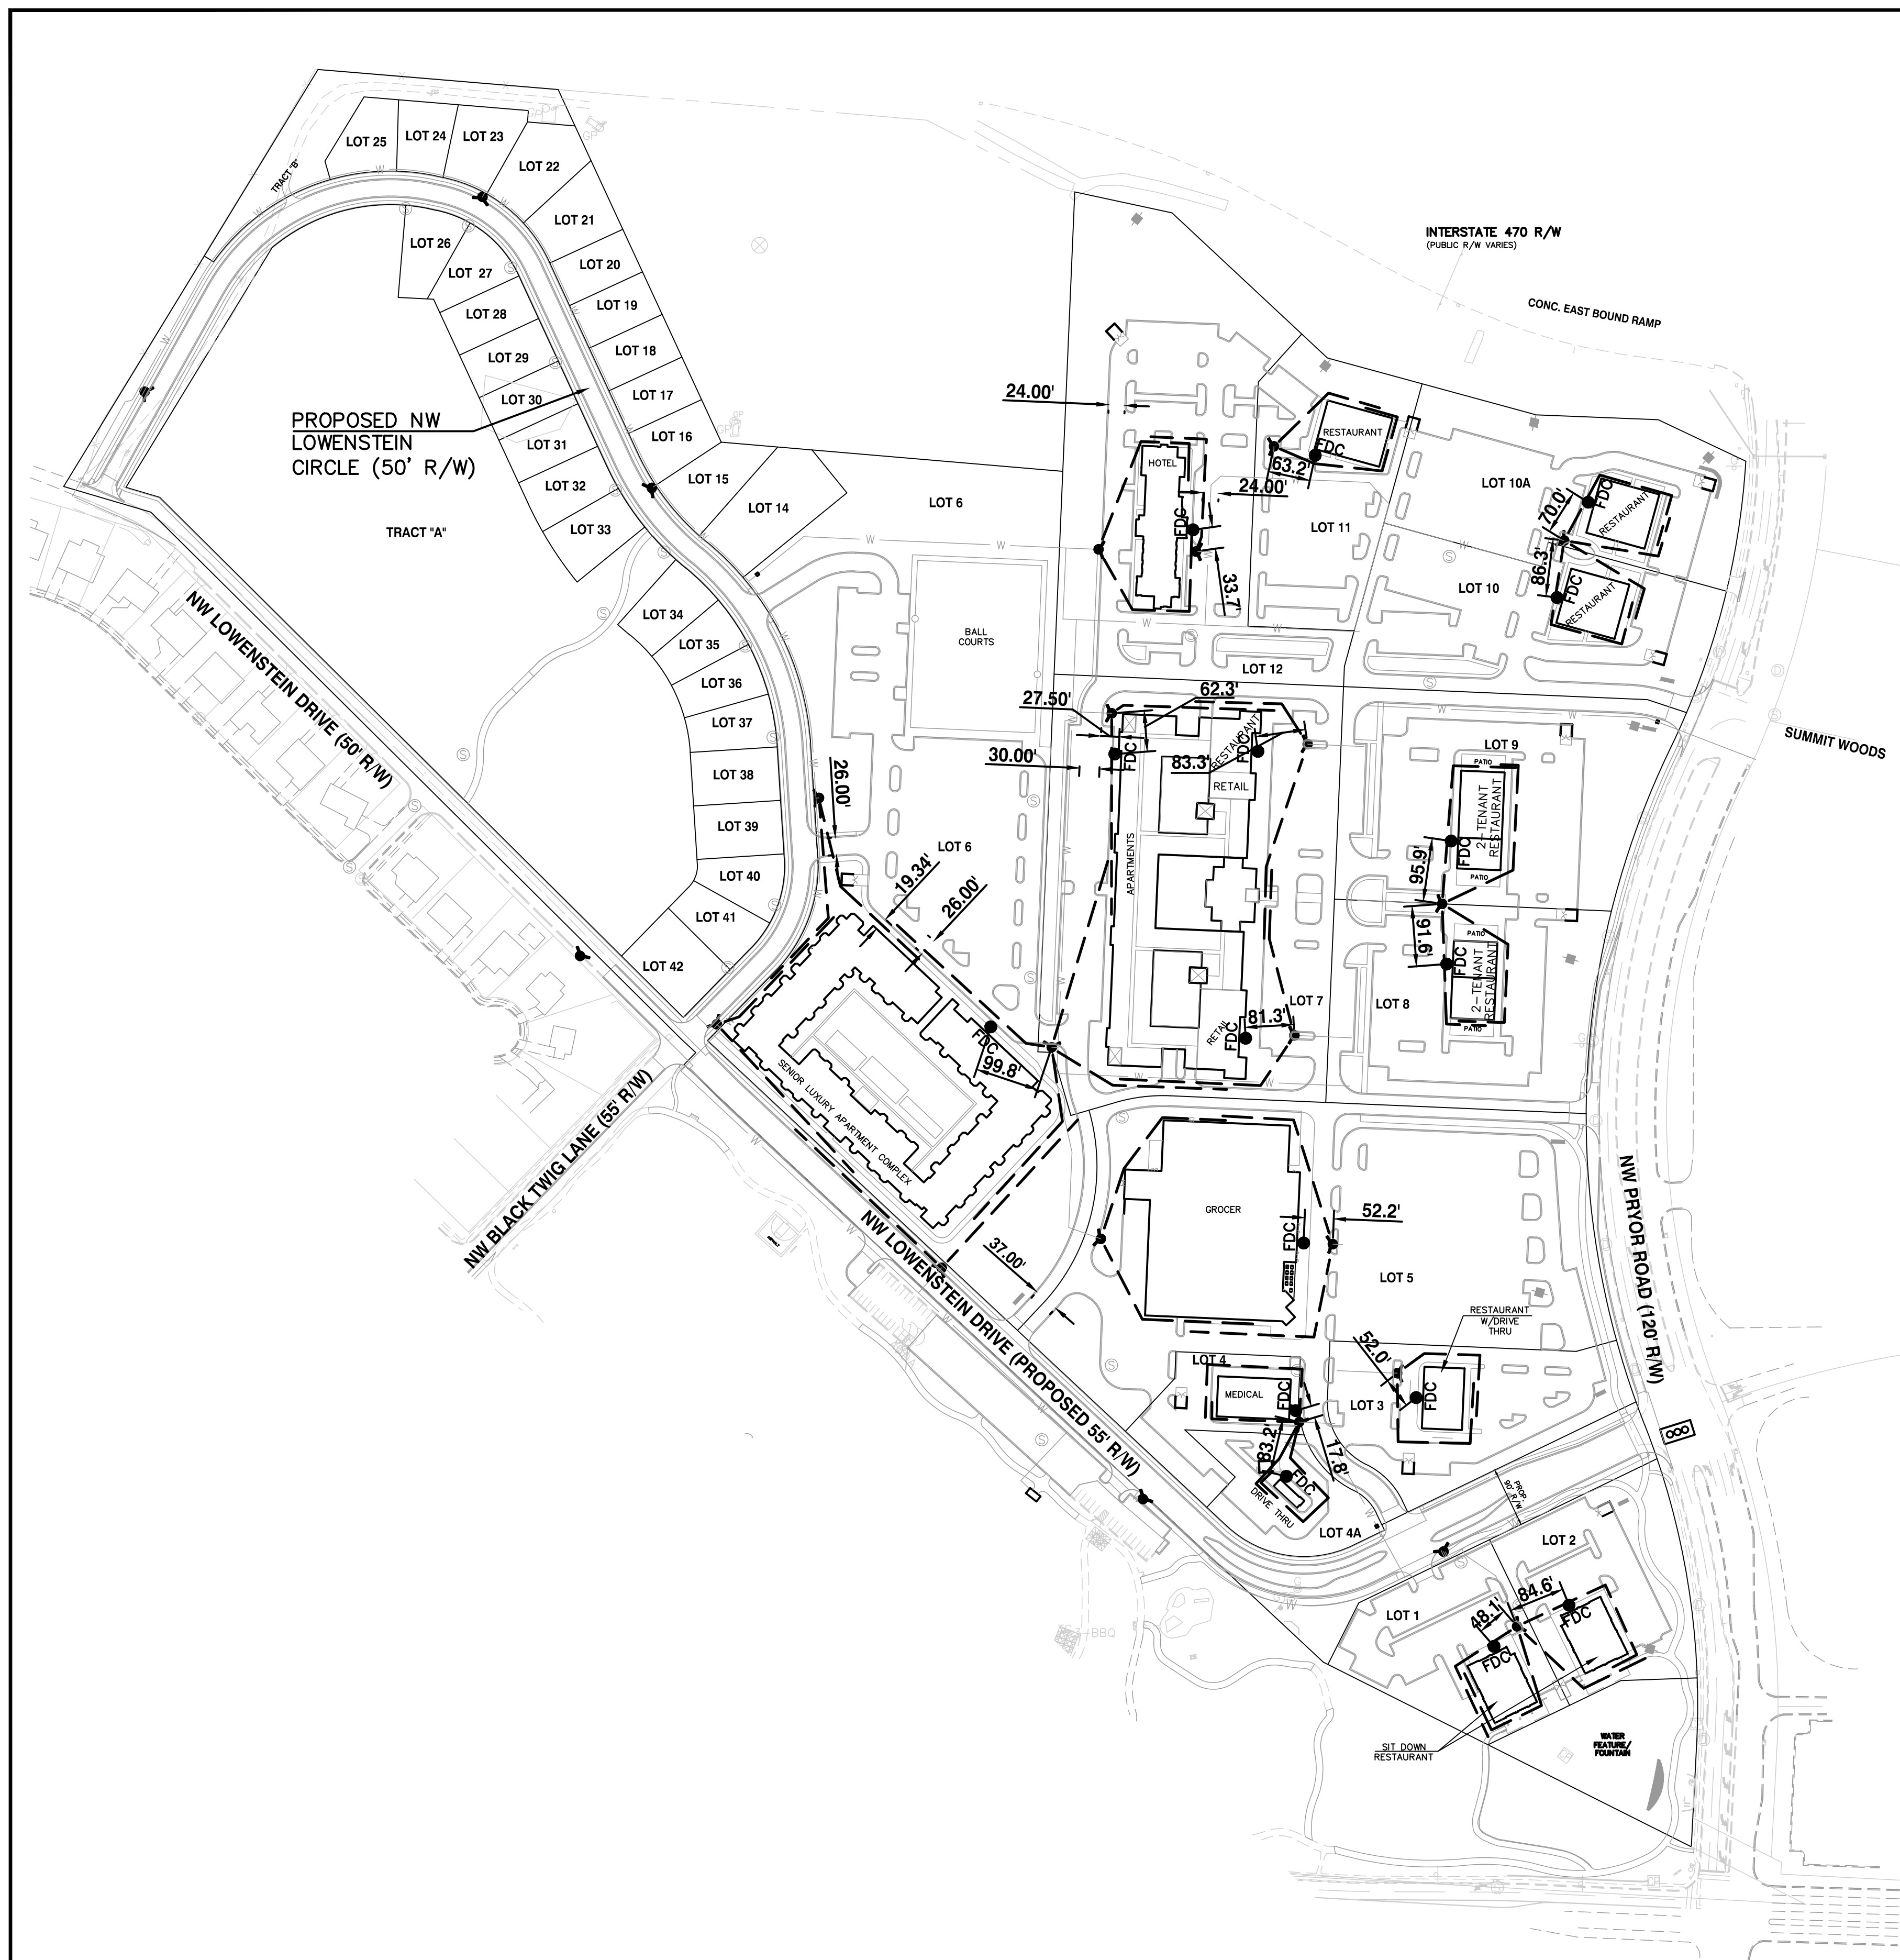 LOT 25
LOT 24
LOT 23
LOT 22
TRACT "B"
LOT 21
LOT 26
LOT 20
LOT 27
LOT 19
LOT 28
LOT 18
LOT 29
LOT 17
LOT 30
LOT 16
LOT 31
LOT 15
LOT 32
LOT 14
LOT 33
PROPOSED NW
LOWENSTEIN
CIRCLE (50' R/W)
TRACT "A"
LOT 6
INTERSTATE 470 R/W
(PUBLIC R/W VARIES)
CONC. EAST BOUND RAMP
24.00'
HOTEL
FDC
24.00'
33.7'
RESTAURANT
FDC
63.2'
LOT 11
LOT 10A
70.0'
FDC
RESTAURANT
86.3'
FDC
RESTAURANT
LOT 10
LOT 12
BALL
COURTS
LOT 34
LOT 35
LOT 36
LOT 37
LOT 38
LOT 39
LOT 40
LOT 41
LOT 42
NW LOWENSTEIN DRIVE (50' R/W)
26.00'
LOT 6
19.34'
26.00'
27.50'
62.3'
30.00'
FDC
83.3'
FDC
RESTAURANT
RETAIL
APARTMENTS
LOT 9
PATIO
2-TENANT
RESTAURANT
FDC
PATIO
95.9'
91.6'
PATIO
FDC
2-TENANT
RESTAURANT
PATIO
LOT 8
LOT 7
81.3'
FDC
RETAIL
SUMMIT WOODS
FDC
99.8'
SENIOR LUXURY APARTMENT COMPLEX
NW BLACK TWIG LANE (55' R/W)
NW LOWENSTEIN DRIVE (PROPOSED 55' R/W)
37.00'
GROCER
FDC
52.2'
LOT 5
NW PRYOR ROAD (120' R/W)
RESTAURANT
W/DRIVE
THRU
52.0'
FDC
LOT 3
LOT 4
MEDICAL
FDC
83.2'
17.8'
FDC
DRIVE THRU
LOT 4A
PROP
90' R/W
LOT 2
LOT 1
84.6'
48.1'
FDC
FDC
SIT DOWN
RESTAURANT
WATER
FEATURE/
FOUNTAIN